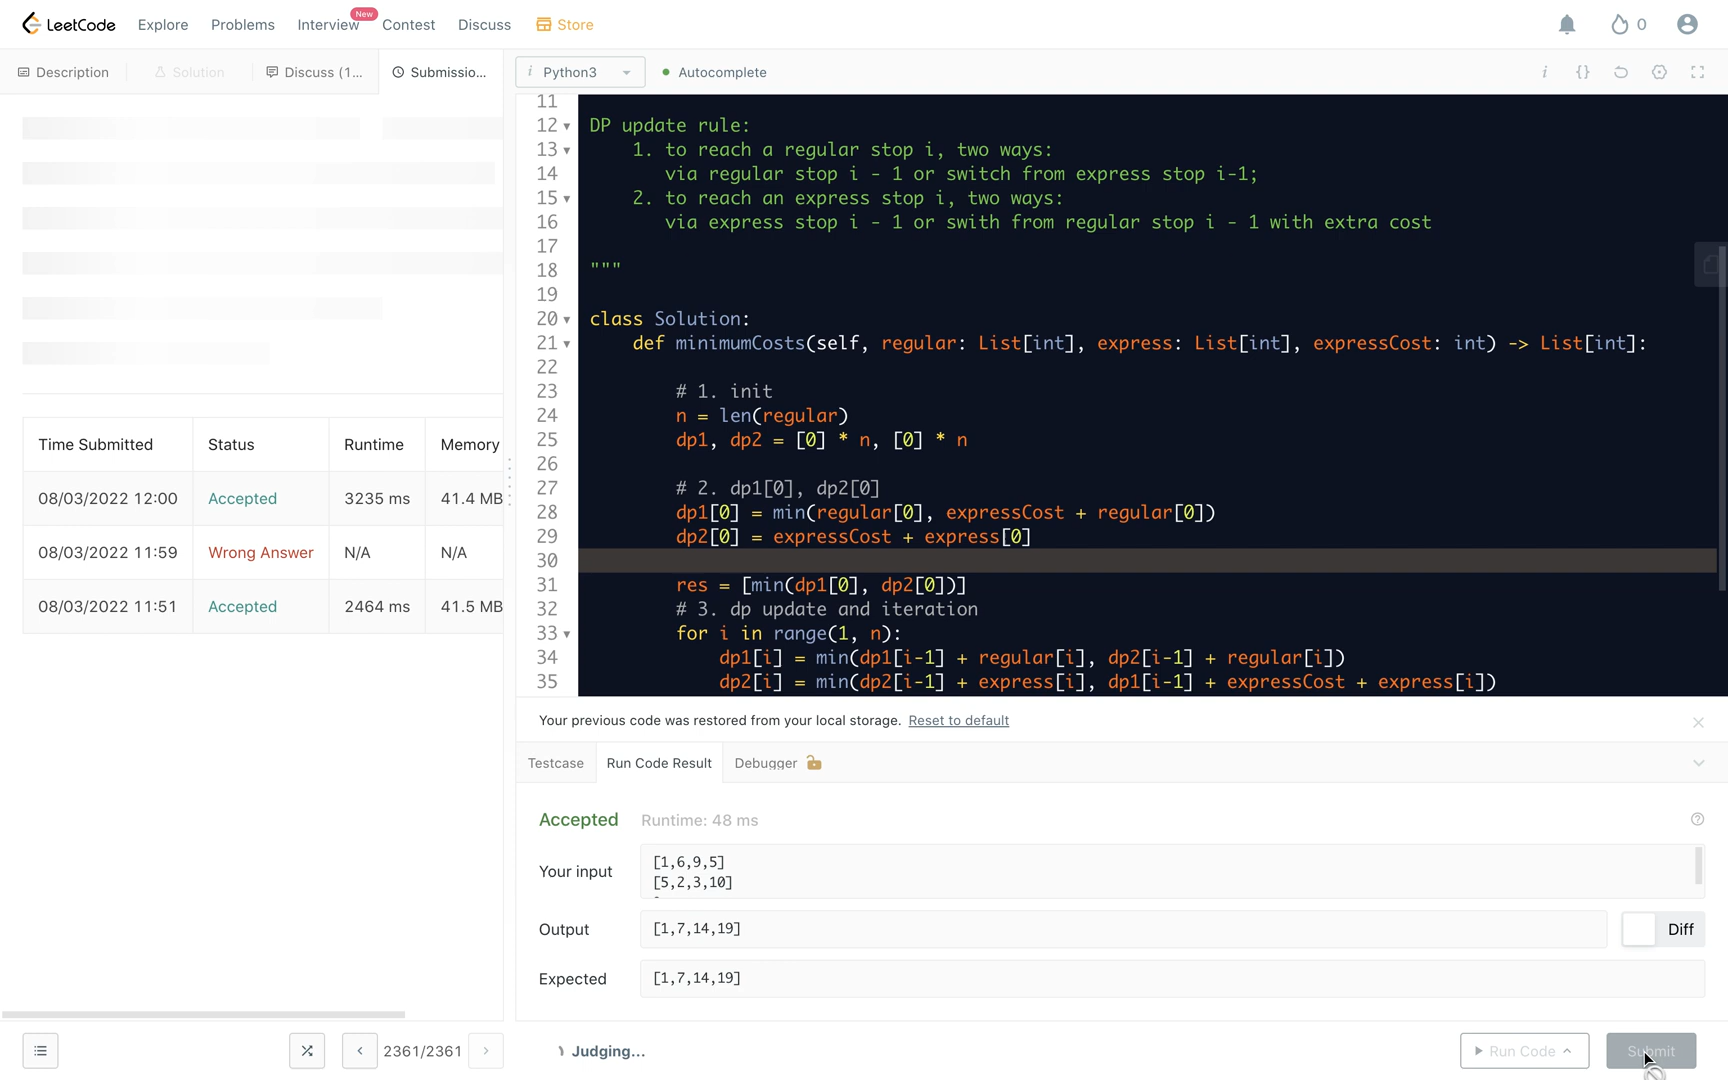 LeetCode
Explore
Problems
Interview
New
Contest
Discuss
Store
0
Description
Solution
Discuss (1...
Submissio...
i Python3
Autocomplete
11
12 DP update rule:
13 1. to reach a regular stop i, two ways:
14 via regular stop i - 1 or switch from express stop i-1;
15 2. to reach an express stop i, two ways:
16 via express stop i - 1 or swith from regular stop i - 1 with extra cost
17
18 """
19
20 class Solution:
21 def minimumCosts(self, regular: List[int], express: List[int], expressCost: int) -> List[int]:
22
23 # 1. init
24 n = len(regular)
25 dp1, dp2 = [0] * n, [0] * n
26
27 # 2. dp1[0], dp2[0]
28 dp1[0] = min(regular[0], expressCost + regular[0])
29 dp2[0] = expressCost + express[0]
30
31 res = [min(dp1[0], dp2[0])]
32 # 3. dp update and iteration
33 for i in range(1, n):
34 dp1[i] = min(dp1[i-1] + regular[i], dp2[i-1] + regular[i])
35 dp2[i] = min(dp2[i-1] + express[i], dp1[i-1] + expressCost + express[i])
Time Submitted Status Runtime Memory
08/03/2022 12:00 Accepted 3235 ms 41.4 MB
08/03/2022 11:59 Wrong Answer N/A N/A
08/03/2022 11:51 Accepted 2464 ms 41.5 MB
Your previous code was restored from your local storage. Reset to default
Testcase Run Code Result Debugger
Accepted Runtime: 48 ms
Your input
[1,6,9,5]
[5,2,3,10]
Output
[1,7,14,19]
Diff
Expected
[1,7,14,19]
2361/2361
Judging...
Run Code
Submit